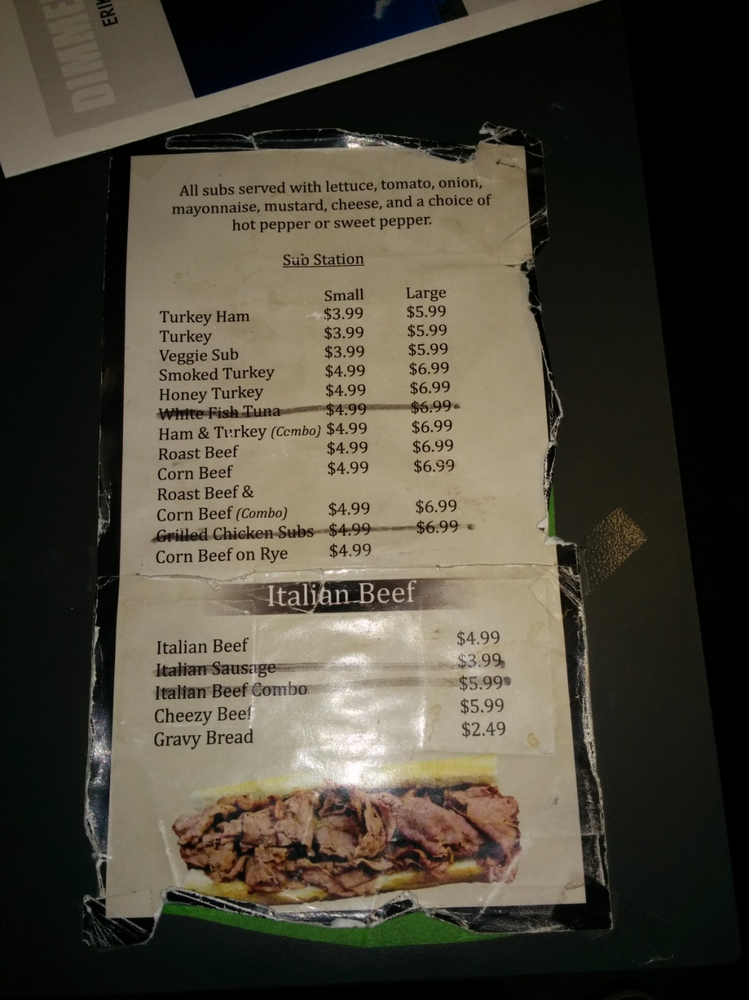 DIMME
ERIK
All subs served with lettuce, tomato, onion,
mayonnaise, mustard, cheese, and a choice of
hot pepper or sweet pepper.
Sub Station
Small Large
Turkey Ham $3.99 $5.99
Turkey $3.99 $5.99
Veggie Sub $3.99 $5.99
Smoked Turkey $4.99 $6.99
Honey Turkey $4.99 $6.99
White Fish Tuna $4.99 $6.99
Ham & Turkey (Combo) $4.99 $6.99
Roast Beef $4.99 $6.99
Corn Beef $4.99 $6.99
Roast Beef &
Corn Beef (Combo) $4.99 $6.99
Grilled Chicken Subs $4.99 $6.99
Corn Beef on Rye $4.99
Italian Beef
Italian Beef $4.99
Italian Sausage $3.99
Italian Beef Combo $5.99
Cheezy Beef $5.99
Gravy Bread $2.49